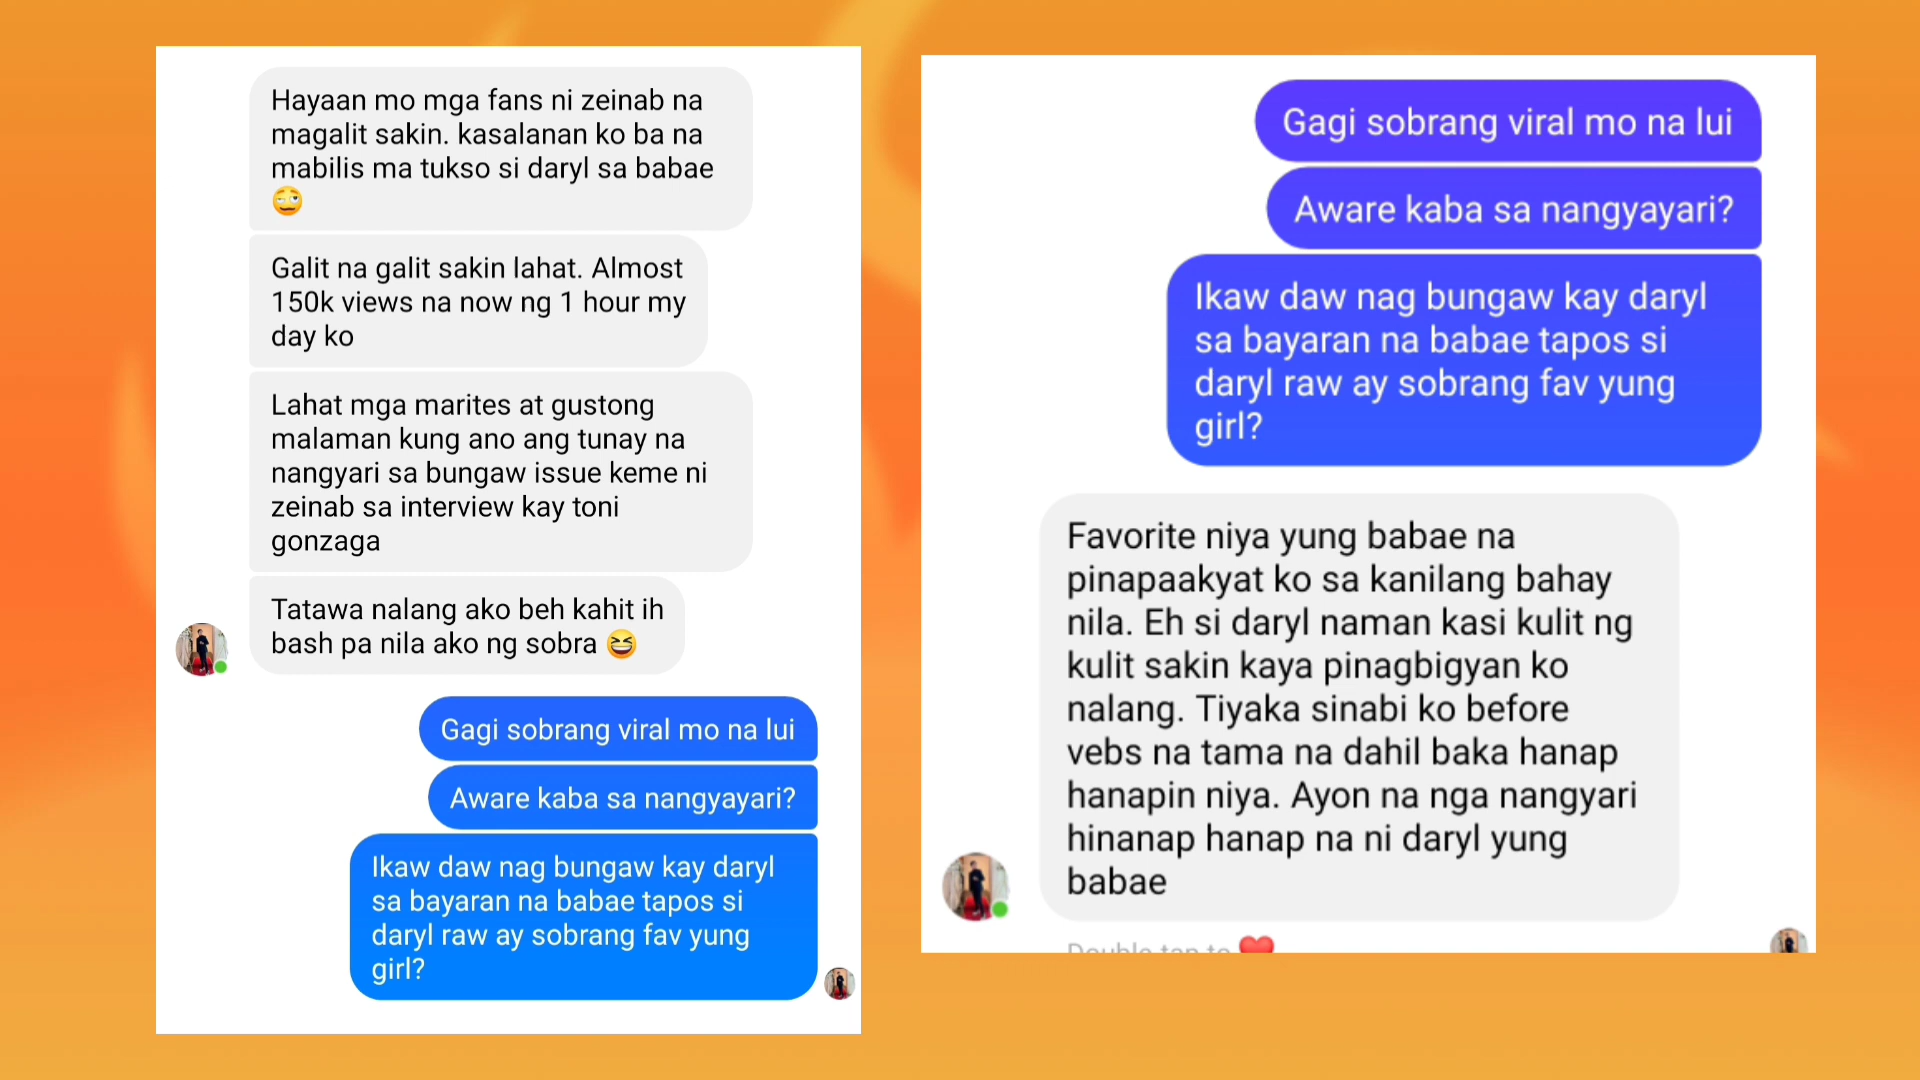 Hayaan mo mga fans ni zeinab na
magalit sakin. kasalanan ko ba na
mabilis ma tukso si daryl sa babae
🥴
Galit na galit sakin lahat. Almost
150k views na now ng 1 hour my
day ko
Lahat mga marites at gustong
malaman kung ano ang tunay na
nangyari sa bungaw issue keme ni
zeinab sa interview kay toni
gonzaga
Tatawa nalang ako beh kahit ih
bash pa nila ako ng sobra 😆
Gagi sobrang viral mo na lui
Aware kaba sa nangyayari?
Ikaw daw nag bungaw kay daryl
sa bayaran na babae tapos si
daryl raw ay sobrang fav yung
girl?
Gagi sobrang viral mo na lui
Aware kaba sa nangyayari?
Ikaw daw nag bungaw kay daryl
sa bayaran na babae tapos si
daryl raw ay sobrang fav yung
girl?
Favorite niya yung babae na
pinapaakyat ko sa kanilang bahay
nila. Eh si daryl naman kasi kulit ng
kulit sakin kaya pinagbigyan ko
nalang. Tiyaka sinabi ko before
vebs na tama na dahil baka hanap
hanapin niya. Ayon na nga nangyari
hinanap hanap na ni daryl yung
babae
Double tap to ❤️